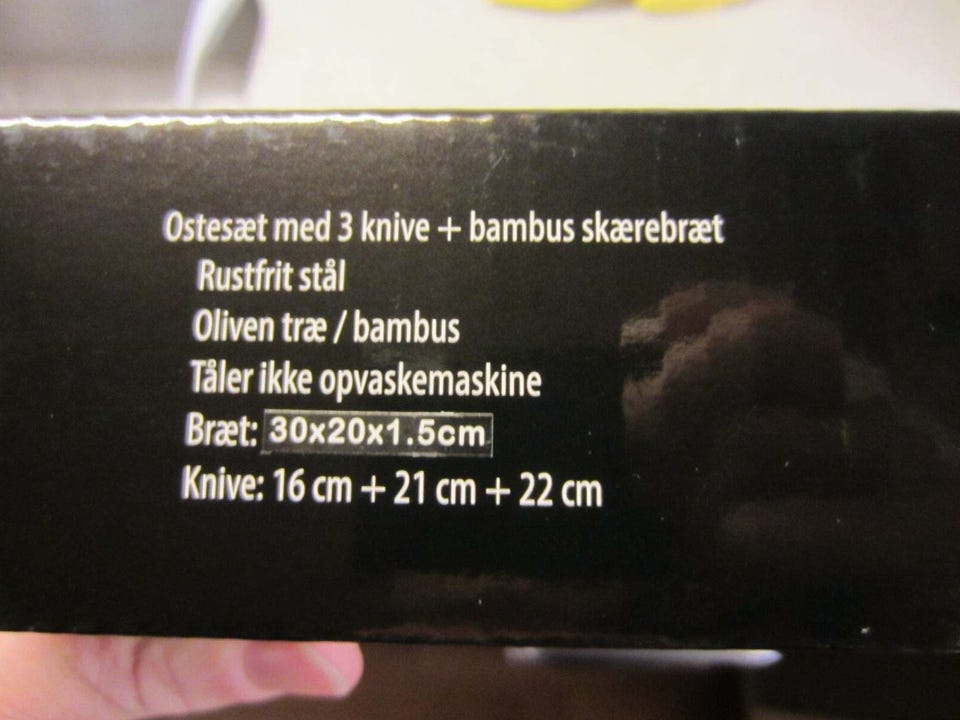 Ostesæt med 3 knive + bambus skærebræt
Rustfrit stål
Oliven træ / bambus
Tåler ikke opvaskemaskine
Bræt: 30x20x1.5cm
Knive: 16 cm + 21 cm + 22 cm